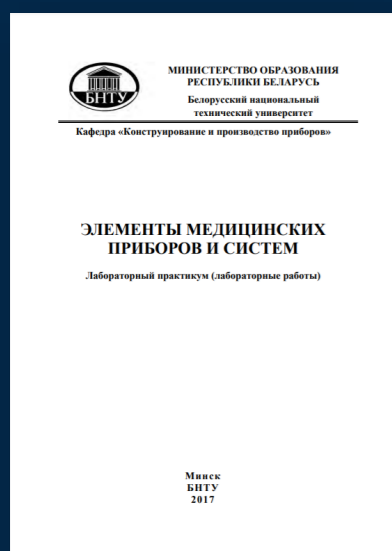 БНТУ
МИНИСТЕРСТВО ОБРАЗОВАНИЯ
РЕСПУБЛИКИ БЕЛАРУСЬ
Белорусский национальный
технический университет
Кафедра «Конструирование и производство приборов»
ЭЛЕМЕНТЫ МЕДИЦИНСКИХ
ПРИБОРОВ И СИСТЕМ
Лабораторный практикум (лабораторные работы)
Минск
БНТУ
2017